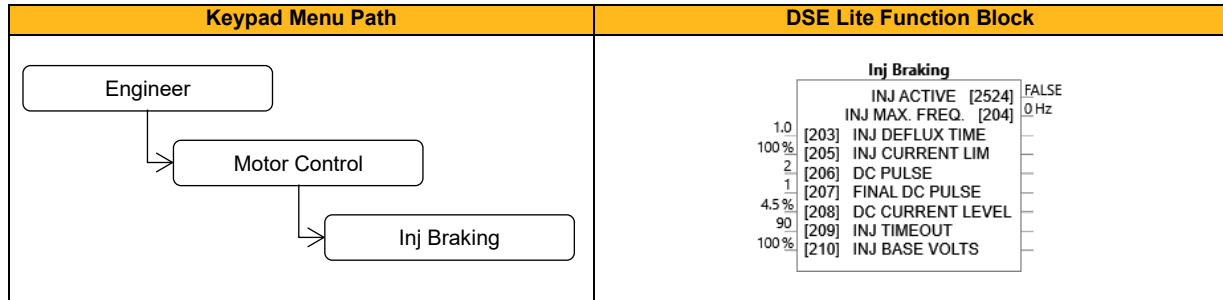 Keypad Menu Path
DSE Lite Function Block
Engineer
Motor Control
Inj Braking
Inj Braking
INJ ACTIVE [2524] FALSE
INJ MAX. FREQ. [204] 0 Hz
1.0 [203] INJ DEFLUX TIME
100 % [205] INJ CURRENT LIM
2 [206] DC PULSE
1 [207] FINAL DC PULSE
4.5 % [208] DC CURRENT LEVEL
90 [209] INJ TIMEOUT
100 % [210] INJ BASE VOLTS